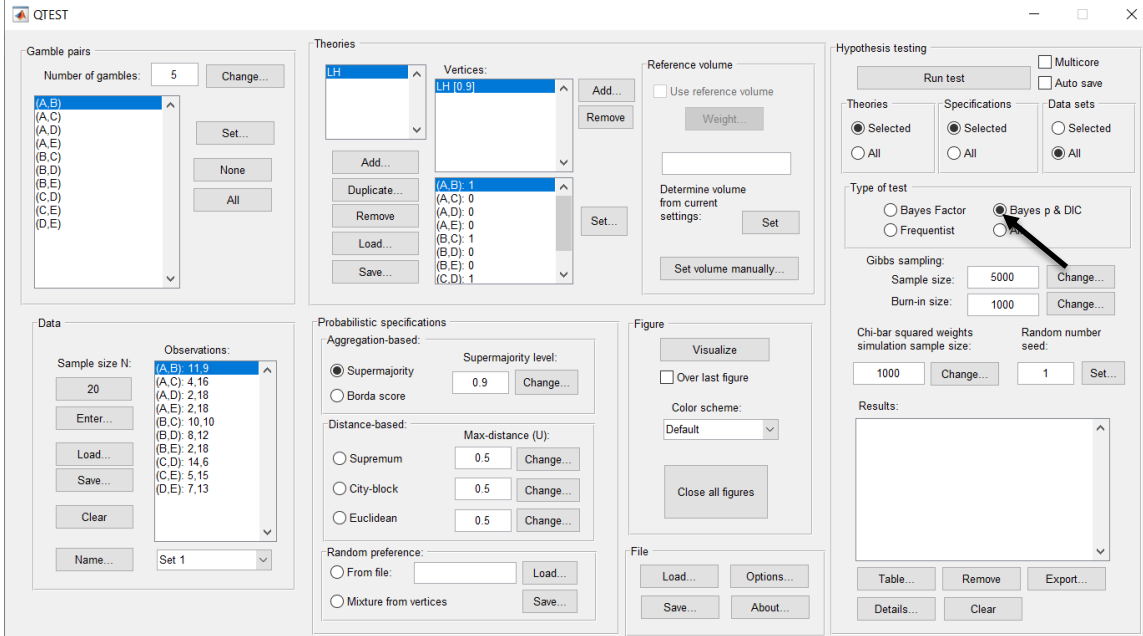 QTEST
Gamble pairs
Number of gambles: 5 Change...
(A,B)
(A,C)
(A,D)
(A,E)
(B,C)
(B,D)
(B,E)
(C,D)
(C,E)
(D,E)
Set...
None
All
Theories
LH
Vertices:
LH [0.9]
Add...
Remove
Add...
Duplicate...
Remove
Load...
Save...
(A,B): 1
(A,C): 0
(A,D): 0
(A,E): 0
(B,C): 1
(B,D): 0
(B,E): 0
(C,D): 1
Set...
Reference volume
Use reference volume
Weight...
Determine volume
from current
settings:
Set
Set volume manually...
Hypothesis testing
Run test
Multicore
Auto save
Theories
Selected
All
Specifications
Selected
All
Data sets
Selected
All
Type of test
Bayes Factor
Bayes p & DIC
Frequentist
Gibbs sampling:
Sample size: 5000 Change...
Burn-in size: 1000 Change...
Chi-bar squared weights
simulation sample size:
1000 Change...
Random number
seed:
1 Set...
Results:
Table...
Remove
Export...
Details...
Clear
Data
Sample size N:
20
Enter...
Load...
Save...
Clear
Name...
Observations:
(A,B): 11,9
(A,C): 4,16
(A,D): 2,18
(A,E): 2,18
(B,C): 10,10
(B,D): 8,12
(B,E): 2,18
(C,D): 14,6
(C,E): 5,15
(D,E): 7,13
Set 1
Probabilistic specifications
Aggregation-based:
Supermajority
Borda score
Supermajority level:
0.9 Change...
Distance-based:
Max-distance (U):
Supremum 0.5 Change...
City-block 0.5 Change...
Euclidean 0.5 Change...
Random preference:
From file: Load...
Mixture from vertices Save...
Figure
Visualize
Over last figure
Color scheme:
Default
Close all figures
File
Load...
Options...
Save...
About...